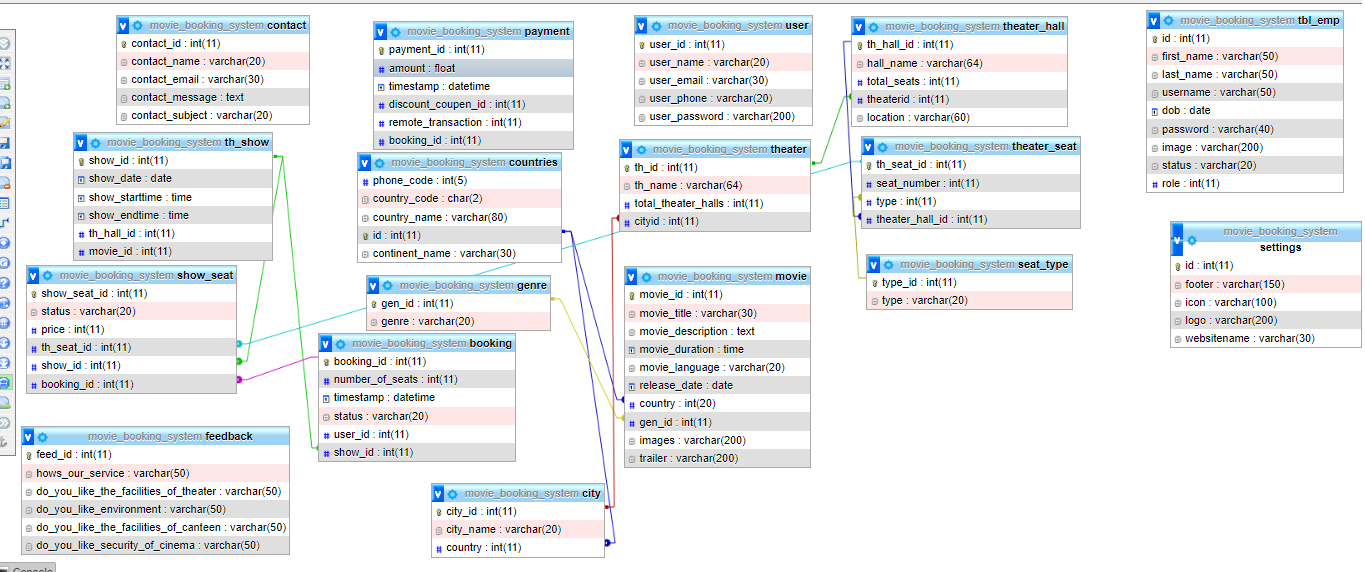 movie_booking_system contact
contact_id : int(11)
contact_name : varchar(20)
contact_email : varchar(30)
contact_message : text
contact_subject : varchar(20)
movie_booking_system payment
payment_id : int(11)
amount : float
timestamp : datetime
discount_coupen_id : int(11)
remote_transaction : int(11)
booking_id : int(11)
movie_booking_system user
user_id : int(11)
user_name : varchar(20)
user_email : varchar(30)
user_phone : varchar(20)
user_password : varchar(200)
movie_booking_system theater_hall
th_hall_id : int(11)
hall_name : varchar(64)
total_seats : int(11)
theaterid : int(11)
location : varchar(60)
movie_booking_system tbl_emp
id : int(11)
first_name : varchar(50)
last_name : varchar(50)
username : varchar(50)
dob : date
password : varchar(40)
image : varchar(200)
status : varchar(20)
role : int(11)
movie_booking_system th_show
show_id : int(11)
show_date : date
show_starttime : time
show_endtime : time
th_hall_id : int(11)
movie_id : int(11)
movie_booking_system countries
phone_code : int(5)
country_code : char(2)
country_name : varchar(80)
id : int(11)
continent_name : varchar(30)
movie_booking_system theater
th_id : int(11)
th_name : varchar(64)
total_theater_halls : int(11)
cityid : int(11)
movie_booking_system theater_seat
th_seat_id : int(11)
seat_number : int(11)
type : int(11)
theater_hall_id : int(11)
movie_booking_system
settings
id : int(11)
footer : varchar(150)
icon : varchar(100)
logo : varchar(200)
websitename : varchar(30)
movie_booking_system show_seat
show_seat_id : int(11)
status : varchar(20)
price : int(11)
th_seat_id : int(11)
show_id : int(11)
booking_id : int(11)
movie_booking_system genre
gen_id : int(11)
genre : varchar(20)
movie_booking_system movie
movie_id : int(11)
movie_title : varchar(30)
movie_description : text
movie_duration : time
movie_language : varchar(20)
release_date : date
country : int(20)
gen_id : int(11)
images : varchar(200)
trailer : varchar(200)
movie_booking_system seat_type
type_id : int(11)
type : varchar(20)
movie_booking_system booking
booking_id : int(11)
number_of_seats : int(11)
timestamp : datetime
status : varchar(20)
user_id : int(11)
show_id : int(11)
movie_booking_system feedback
feed_id : int(11)
hows_our_service : varchar(50)
do_you_like_the_facilities_of_theater : varchar(50)
do_you_like_environment : varchar(50)
do_you_like_the_facilities_of_canteen : varchar(50)
do_you_like_security_of_cinema : varchar(50)
movie_booking_system city
city_id : int(11)
city_name : varchar(20)
country : int(11)
Console